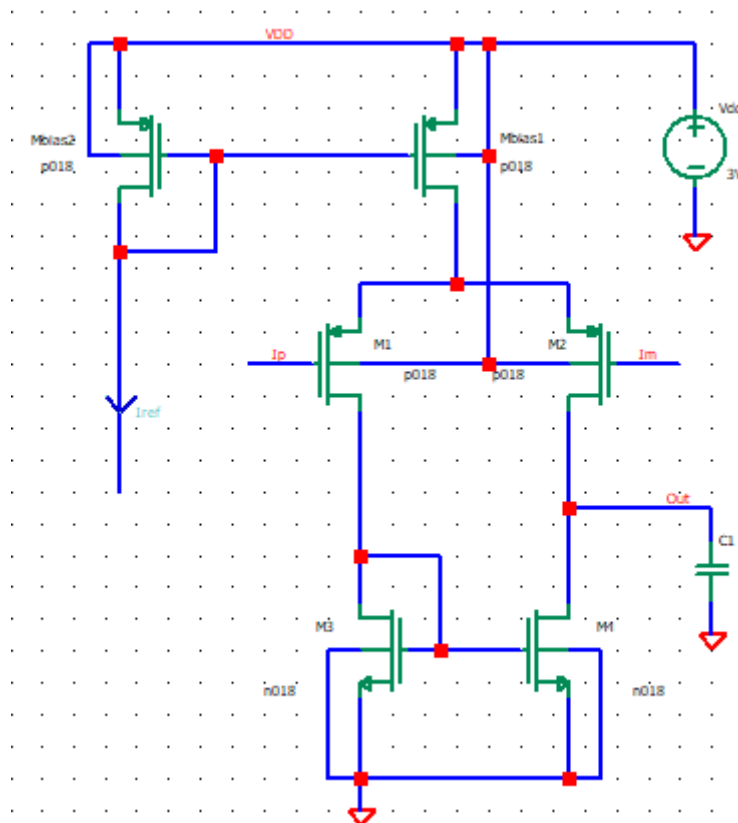 VDD
Mbias2
p018
Mbias1
p018
Vdd
3V
Ip
M1
M2
Im
p018
p018
Iref
Out
C1
M3
M4
n018
n018